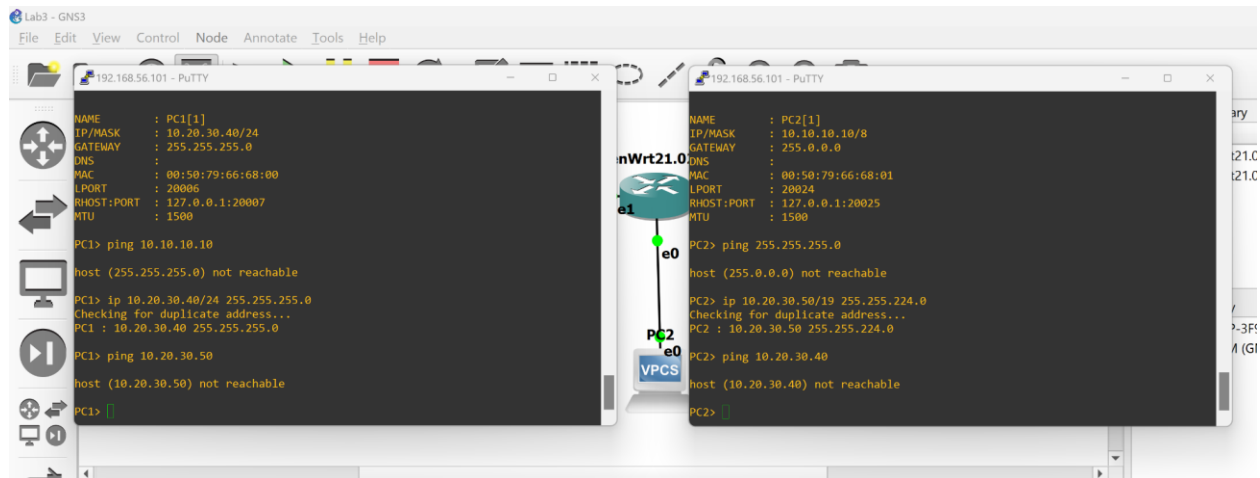 Lab3 - GNS3
File Edit View Control Node Annotate Tools Help
192.168.56.101 - PuTTY
NAME : PC1[1]
IP/MASK : 10.20.30.40/24
GATEWAY : 255.255.255.0
DNS :
MAC : 00:50:79:66:68:00
LPORT : 20006
RHOST:PORT : 127.0.0.1:20007
MTU : 1500
PC1> ping 10.10.10.10
host (255.255.255.0) not reachable
PC1> ip 10.20.30.40/24 255.255.255.0
Checking for duplicate address...
PC1 : 10.20.30.40 255.255.255.0
PC1> ping 10.20.30.50
host (10.20.30.50) not reachable
PC1>
nWrt21.0
e1
e0
PC2
e0
VPCS
192.168.56.101 - PuTTY
NAME : PC2[1]
IP/MASK : 10.10.10.10/8
GATEWAY : 255.0.0.0
DNS :
MAC : 00:50:79:66:68:01
LPORT : 20024
RHOST:PORT : 127.0.0.1:20025
MTU : 1500
PC2> ping 255.255.255.0
host (255.0.0.0) not reachable
PC2> ip 10.20.30.50/19 255.255.224.0
Checking for duplicate address...
PC2 : 10.20.30.50 255.255.224.0
PC2> ping 10.20.30.40
host (10.20.30.40) not reachable
PC2>
ary
t21.0
t21.0
P-3F9
M (GN